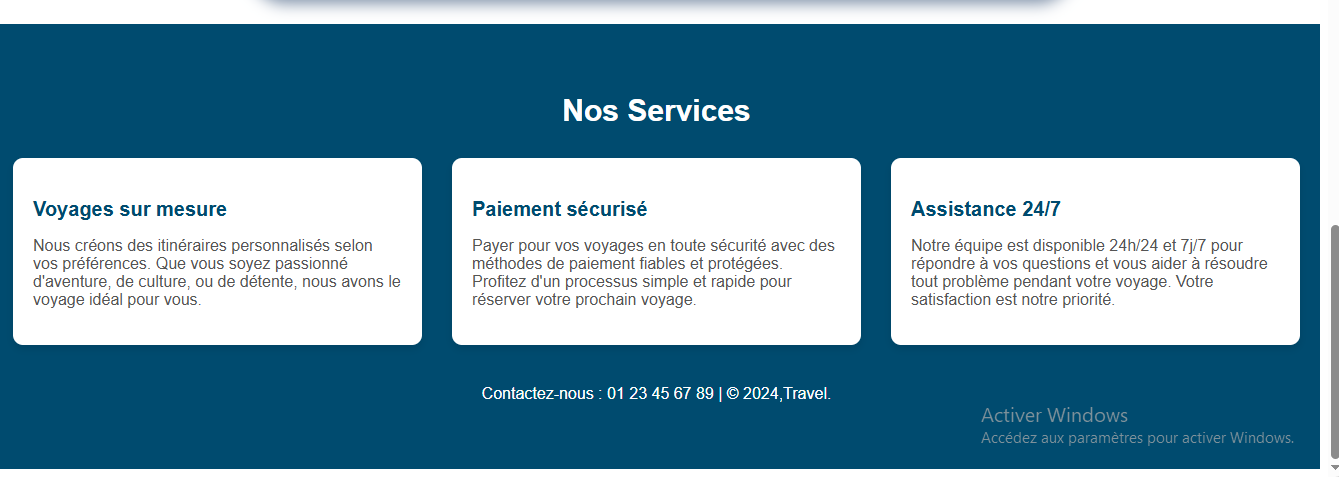 Nos Services
Voyages sur mesure
Nous créons des itinéraires personnalisés selon
vos préférences. Que vous soyez passionné
d'aventure, de culture, ou de détente, nous avons le
voyage idéal pour vous.
Paiement sécurisé
Payer pour vos voyages en toute sécurité avec des
méthodes de paiement fiables et protégées.
Profitez d'un processus simple et rapide pour
réserver votre prochain voyage.
Assistance 24/7
Notre équipe est disponible 24h/24 et 7j/7 pour
répondre à vos questions et vous aider à résoudre
tout problème pendant votre voyage. Votre
satisfaction est notre priorité.
Contactez-nous : 01 23 45 67 89 | © 2024,Travel.
Activer Windows
Accédez aux paramètres pour activer Windows.